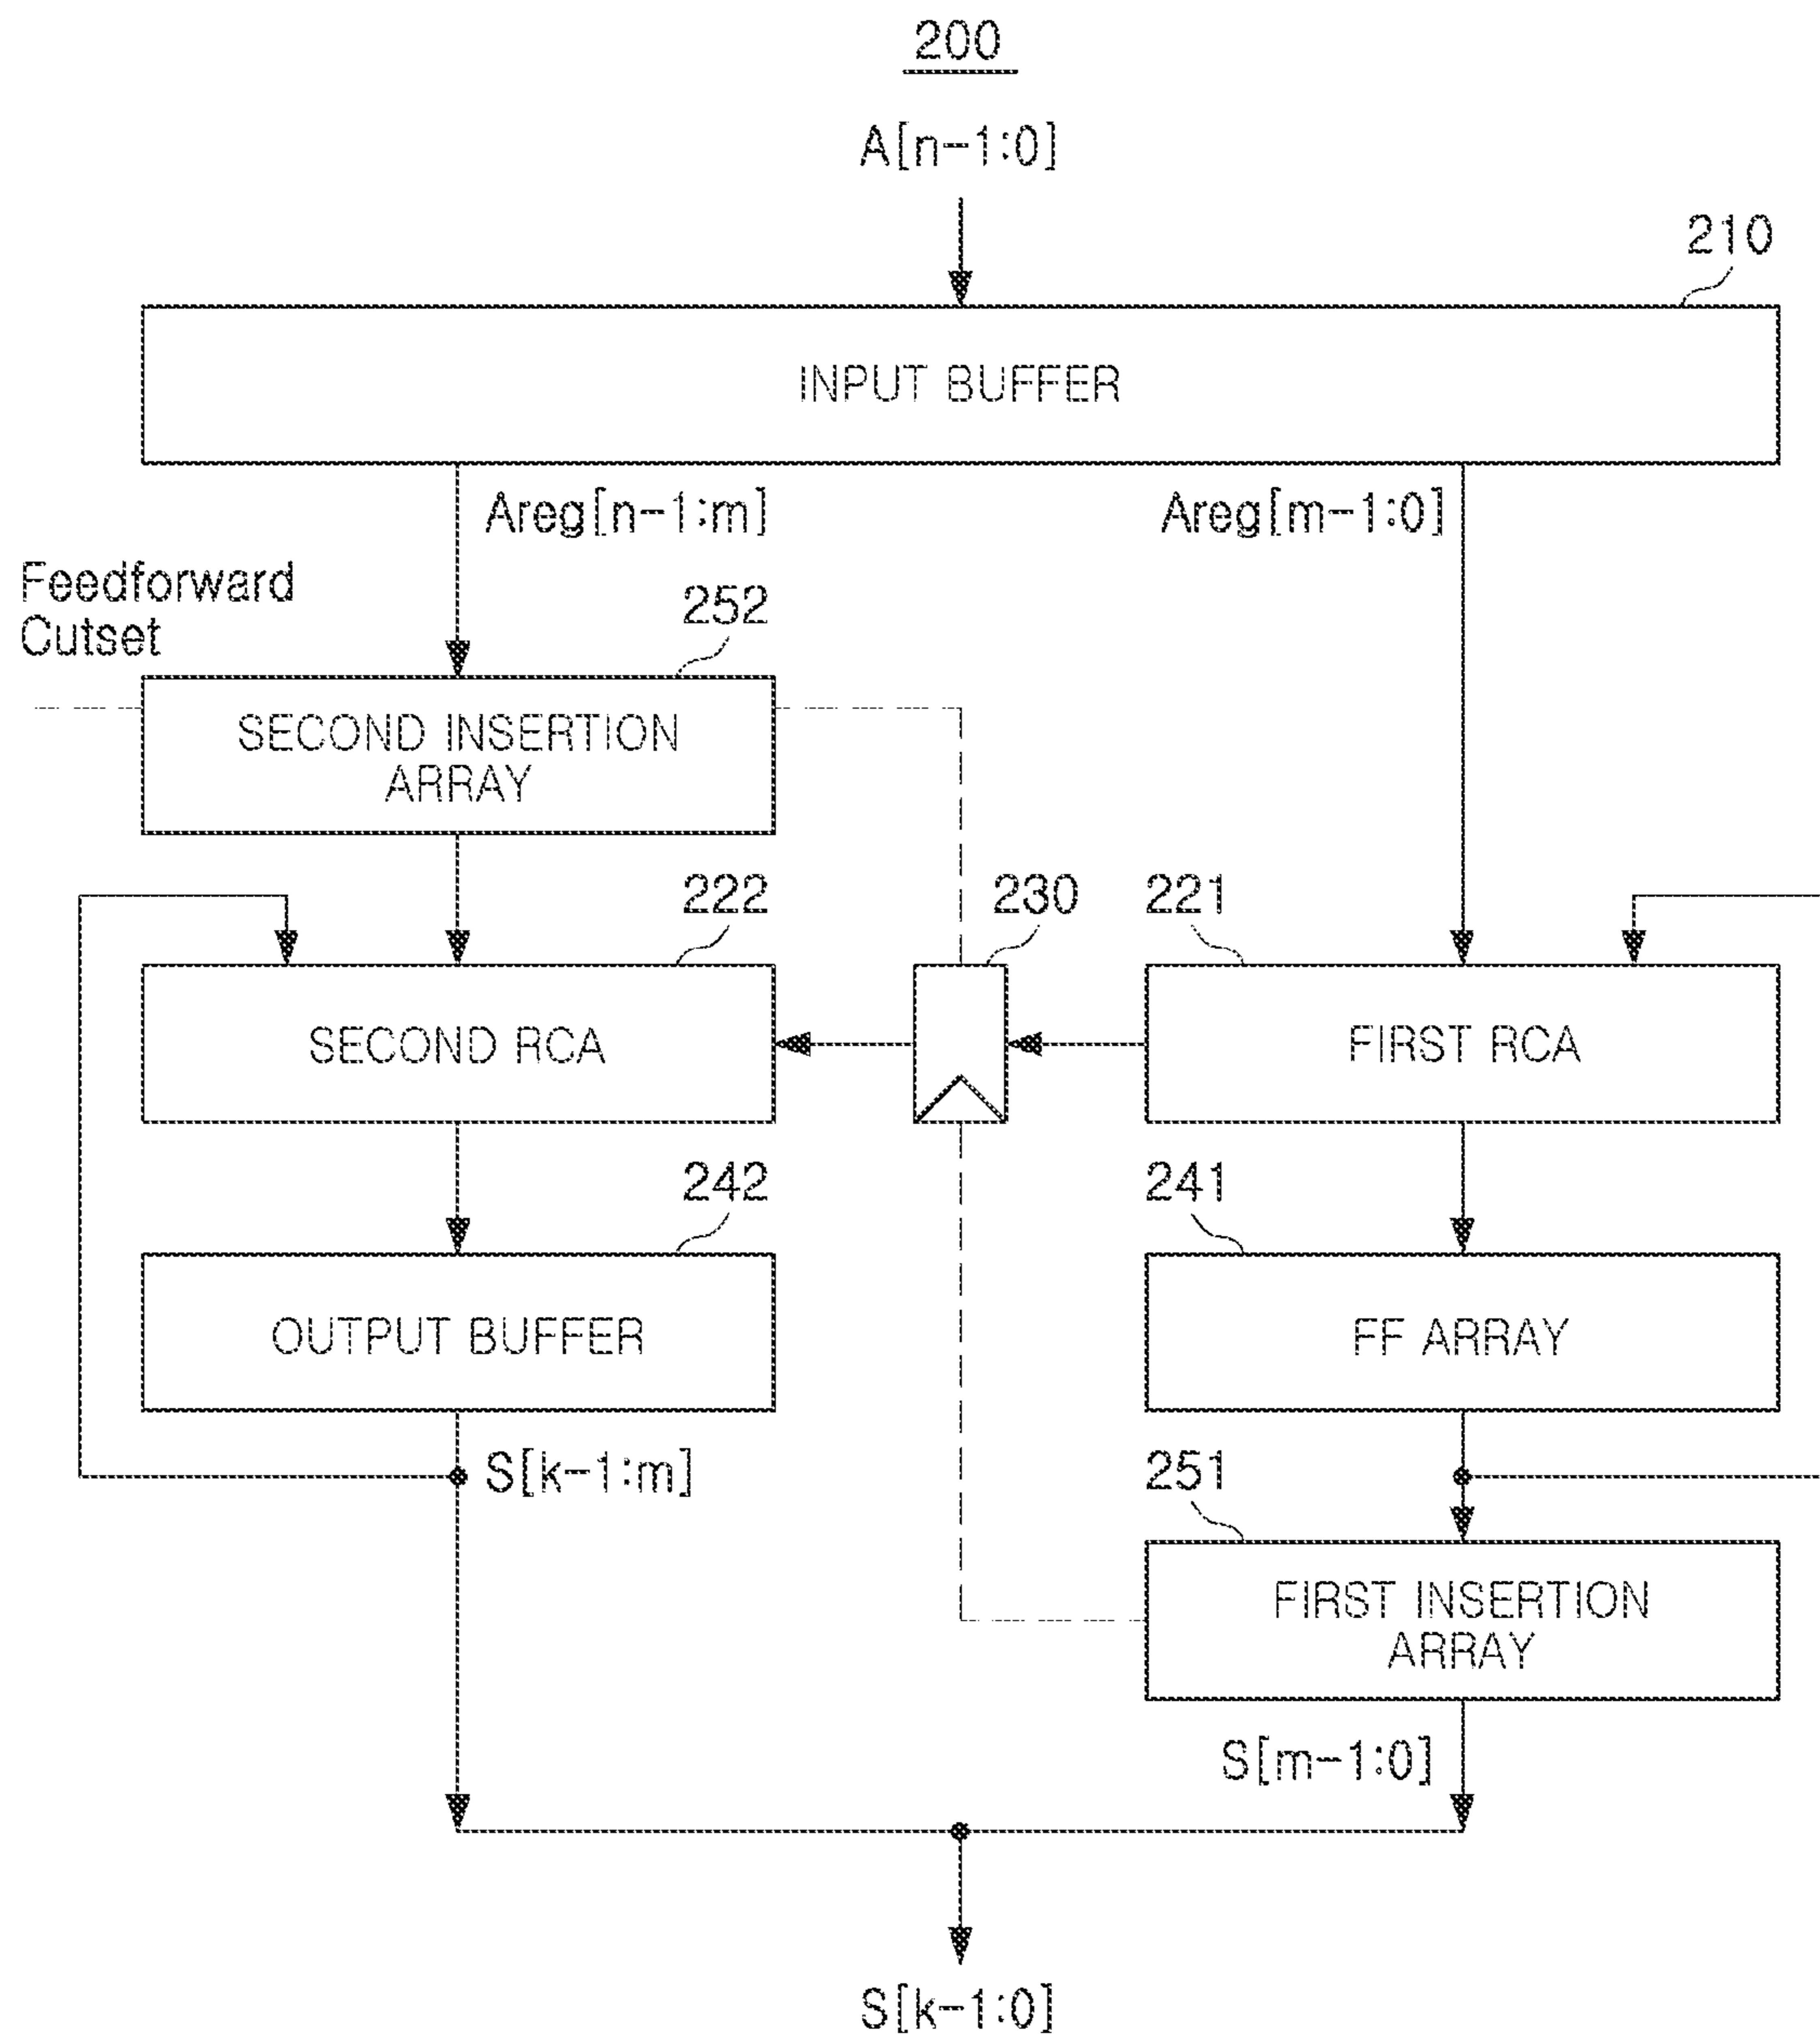 200
A[n-1:0]
210
INPUT BUFFER
Areg[n-1:m]
Areg[m-1:0]
Feedforward
Cutset
252
SECOND INSERTION
ARRAY
222
230
221
SECOND RCA
FIRST RCA
242
241
OUTPUT BUFFER
FF ARRAY
S[k-1:m]
251
FIRST INSERTION
ARRAY
S[m-1:0]
S[k-1:0]